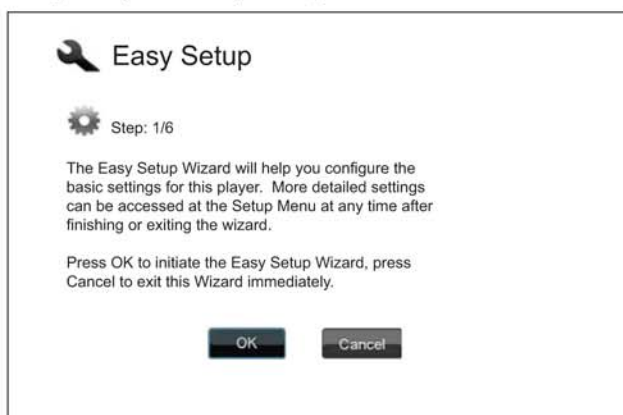 Easy Setup
Step: 1/6
The Easy Setup Wizard will help you configure the
basic settings for this player.  More detailed settings
can be accessed at the Setup Menu at any time after
finishing or exiting the wizard.
Press OK to initiate the Easy Setup Wizard, press
Cancel to exit this Wizard immediately.
OK
Cancel